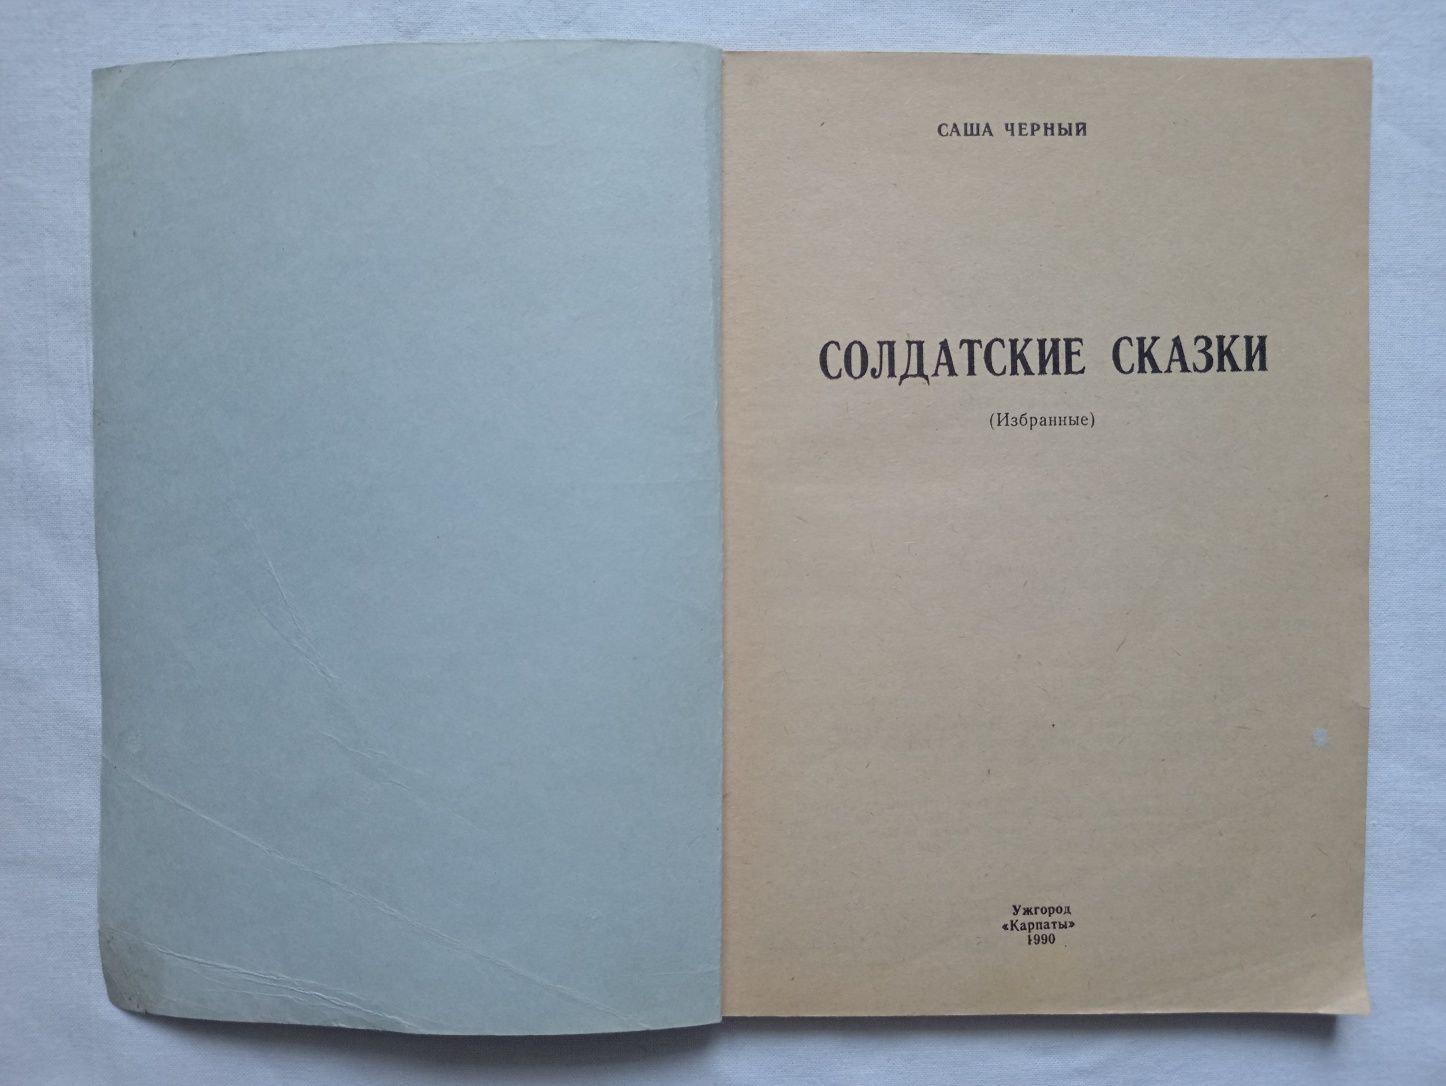 САША ЧЕРНЫЙ
СОЛДАТСКИЕ СКАЗКИ
(Избранные)
Ужгород
«Карпаты»
1990